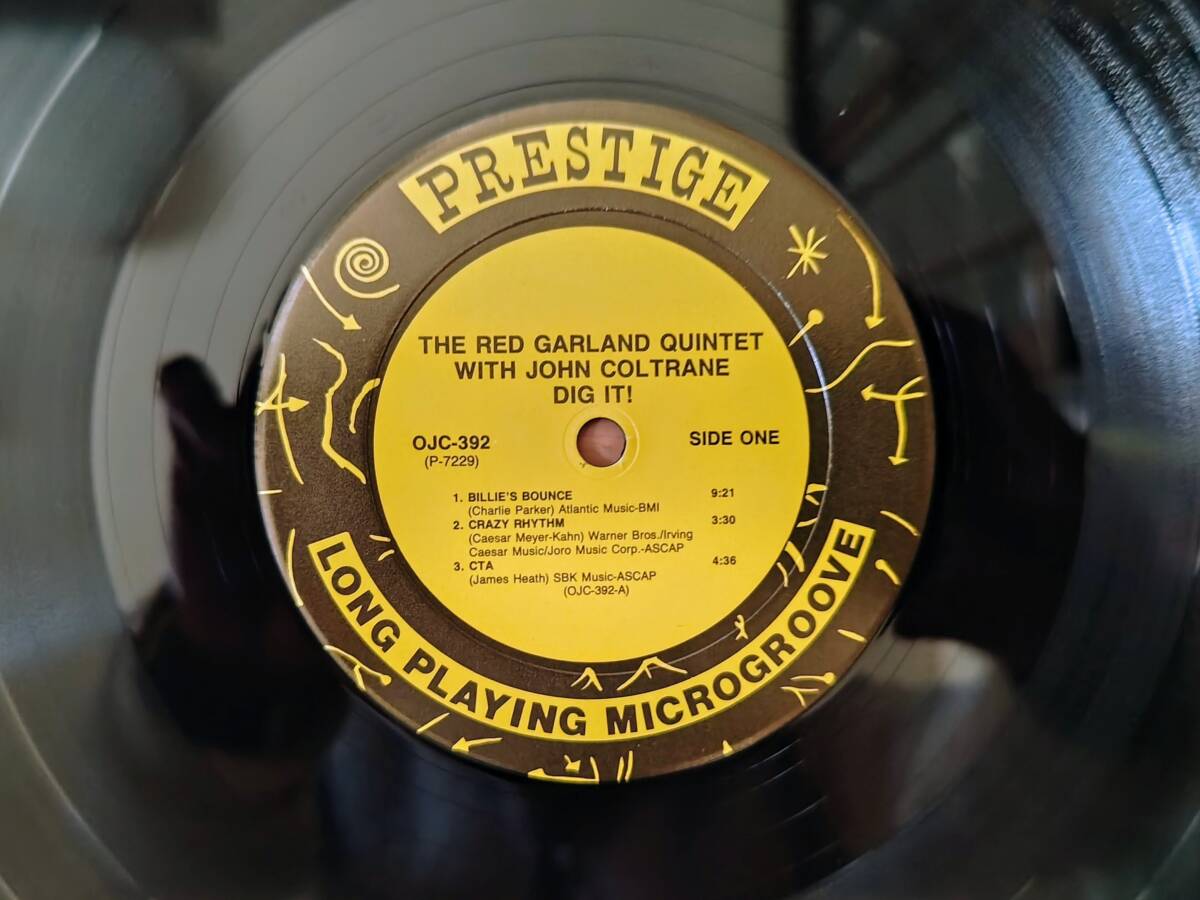 PRESTIGE
THE RED GARLAND QUINTET
WITH JOHN COLTRANE
DIG IT!
OJC-392 SIDE ONE
(P-7229)
1. BILLIE'S BOUNCE 9:21
(Charlie Parker) Atlantic Music-BMI
2. CRAZY RHYTHM 3:30
(Caesar Meyer-Kahn) Warner Bros./Irving
Caesar Music/Joro Music Corp.-ASCAP
3. CTA 4:36
(James Heath) SBK Music-ASCAP
(OJC-392-A)
LONG PLAYING MICROGROOVE